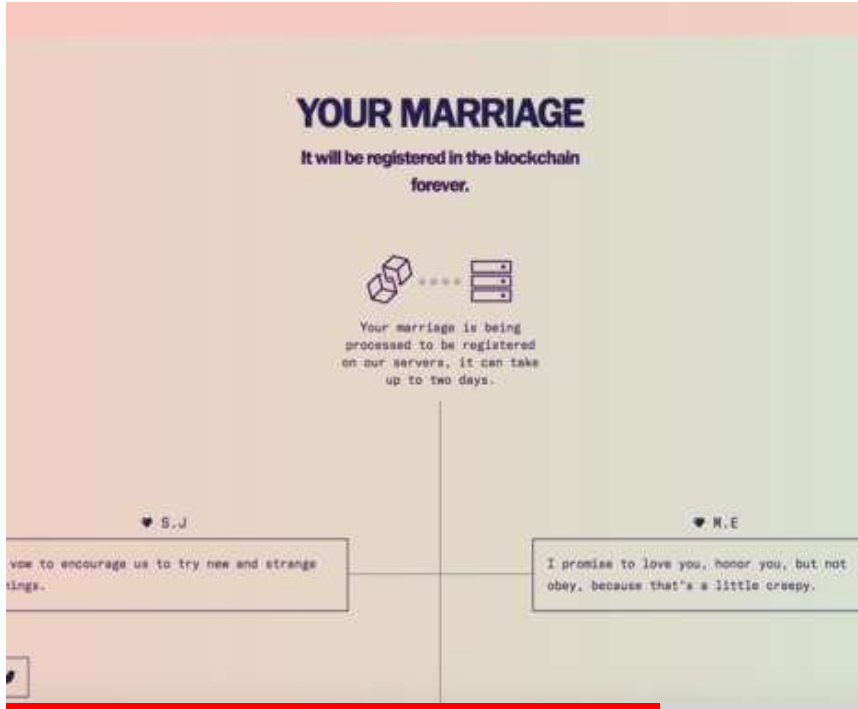 YOUR MARRIAGE
It will be registered in the blockchain
forever.
Your marriage is being
processed to be registered
on our servers, it can take
up to two days.
♥ S.J
vow to encourage us to try new and strange
hings.
♥ M.E
I promise to love you, honor you, but not
obey, because that's a little creepy.